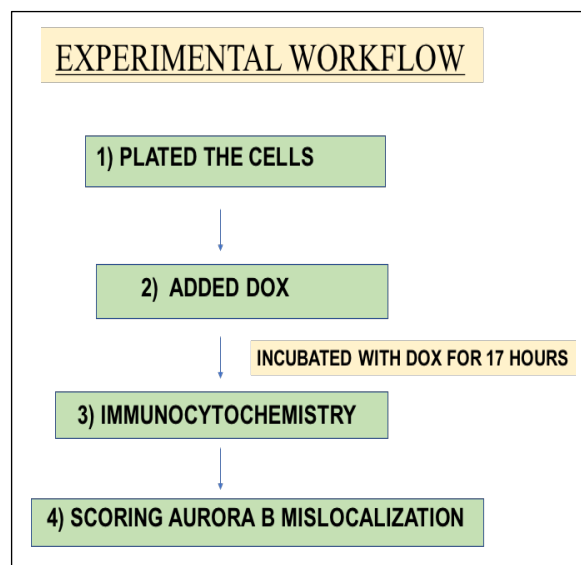 EXPERIMENTAL WORKFLOW
1) PLATED THE CELLS
2) ADDED DOX
INCUBATED WITH DOX FOR 17 HOURS
3) IMMUNOCYTOCHEMISTRY
4) SCORING AURORA B MISLOCALIZATION